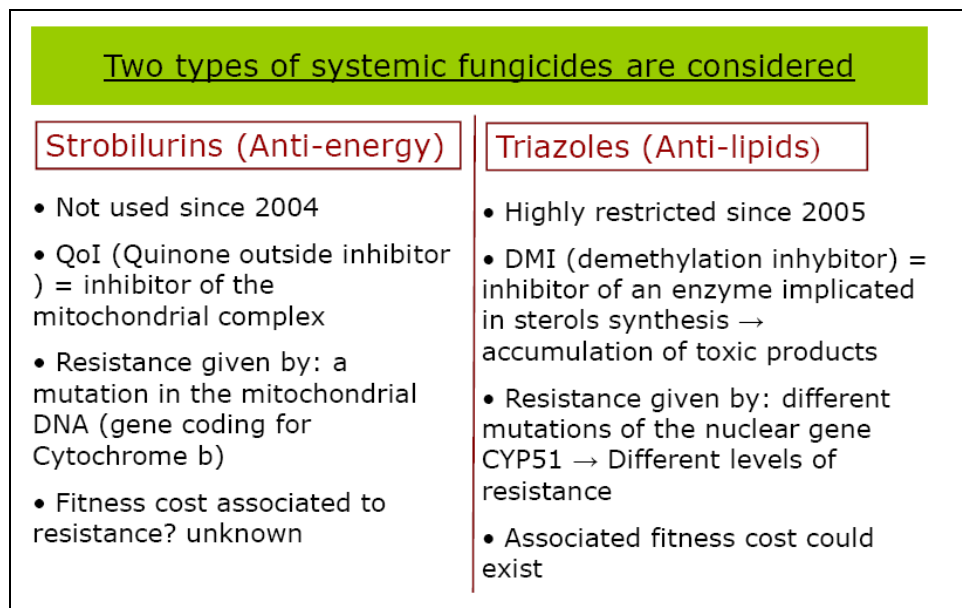 Two types of systemic fungicides are considered
Strobilurins (Anti-energy)
• Not used since 2004
• QoI (Quinone outside inhibitor
) = inhibitor of the
mitochondrial complex
• Resistance given by: a
mutation in the mitochondrial
DNA (gene coding for
Cytochrome b)
• Fitness cost associated to
resistance? unknown
Triazoles (Anti-lipids)
• Highly restricted since 2005
• DMI (demethylation inhybitor) =
inhibitor of an enzyme implicated
in sterols synthesis →
accumulation of toxic products
• Resistance given by: different
mutations of the nuclear gene
CYP51 → Different levels of
resistance
• Associated fitness cost could
exist